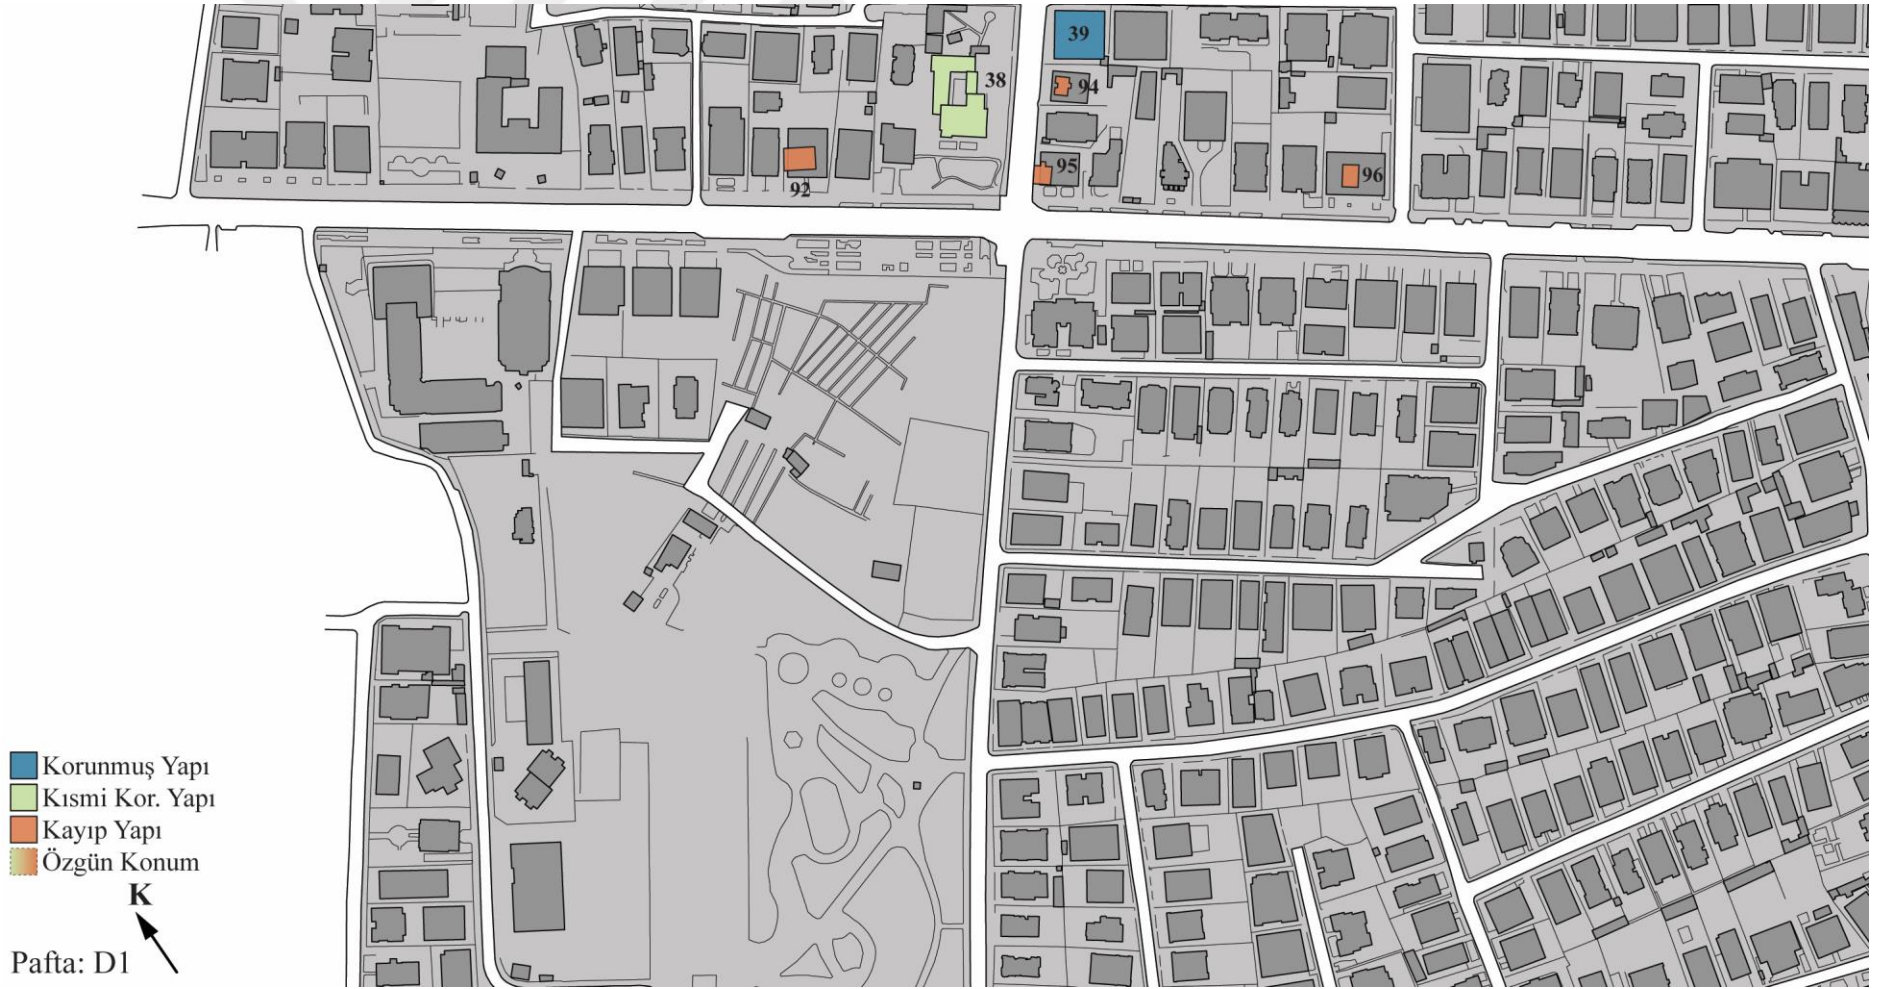 39
38
94
95
96
92
Korunmuş Yapı
Kısmi Kor. Yapı
Kayıp Yapı
Özgün Konum
K
Pafta: D1